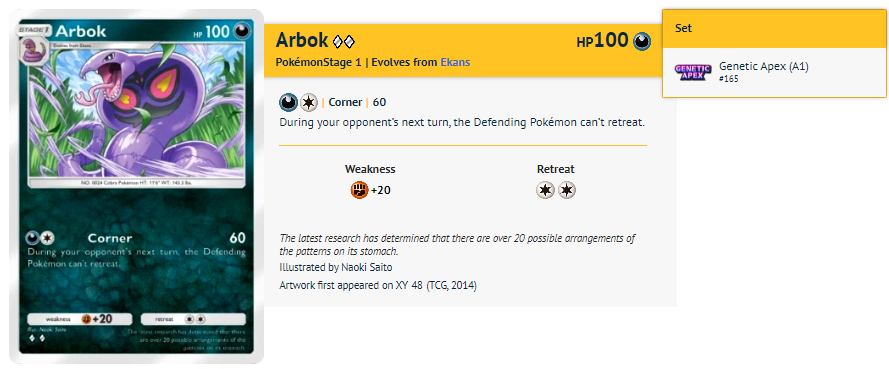 STAGE 1 Arbok HP 100
Evolves from Ekans
NO. 0024 Cobra Pokémon HT: 11'6" WT: 143.3 lbs.
Corner 60
During your opponent's next turn, the Defending
Pokémon can't retreat.
weakness +20 retreat
Illus. Naoki Saito
The latest research has determined that there
are over 20 possible arrangements of the
patterns on its stomach.
Arbok HP100
PokémonStage 1 | Evolves from Ekans
| Corner | 60
During your opponent's next turn, the Defending Pokémon can't retreat.
Weakness Retreat
+20
The latest research has determined that there are over 20 possible arrangements of
the patterns on its stomach.
Illustrated by Naoki Saito
Artwork first appeared on XY 48 (TCG, 2014)
Set
GENETIC APEX
Genetic Apex (A1)
#165